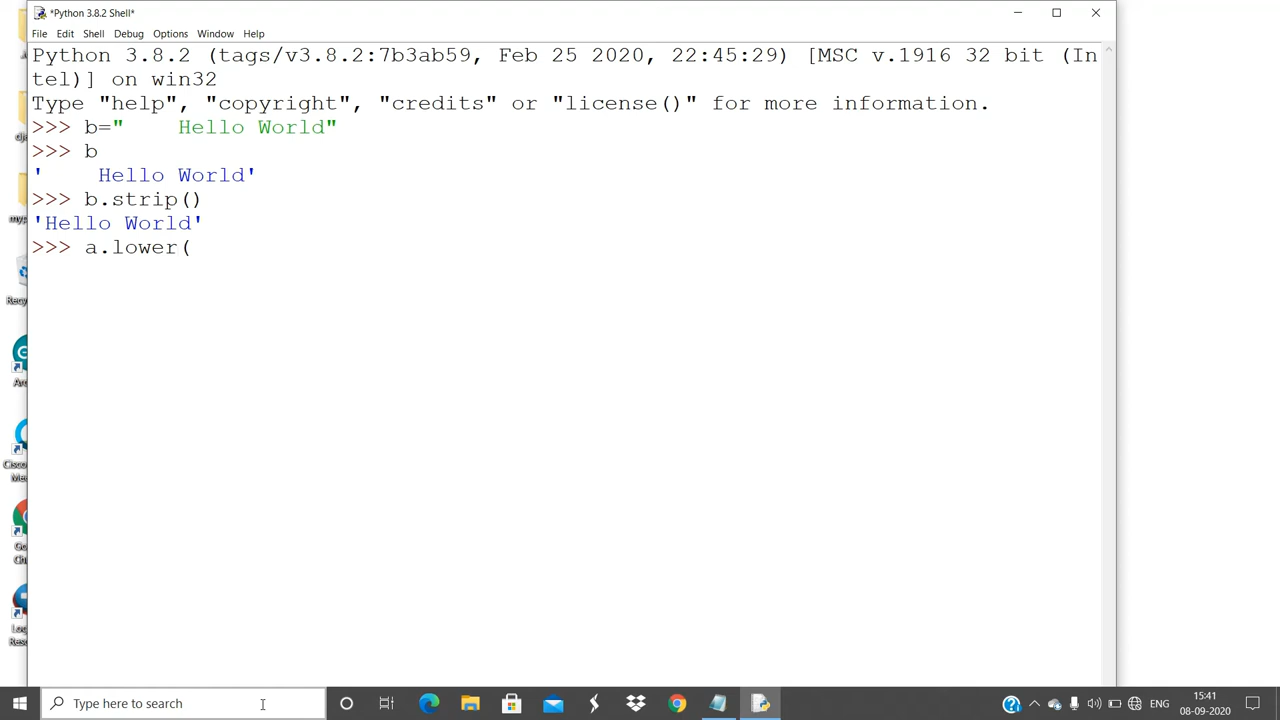 *Python 3.8.2 Shell*
File Edit Shell Debug Options Window Help
Python 3.8.2 (tags/v3.8.2:7b3ab59, Feb 25 2020, 22:45:29) [MSC v.1916 32 bit (In
tel)] on win32
Type "help", "copyright", "credits" or "license()" for more information.
>>> b="    Hello World"
>>> b
'    Hello World'
>>> b.strip()
'Hello World'
>>> a.lower(
Type here to search
ENG
15:41
08-09-2020